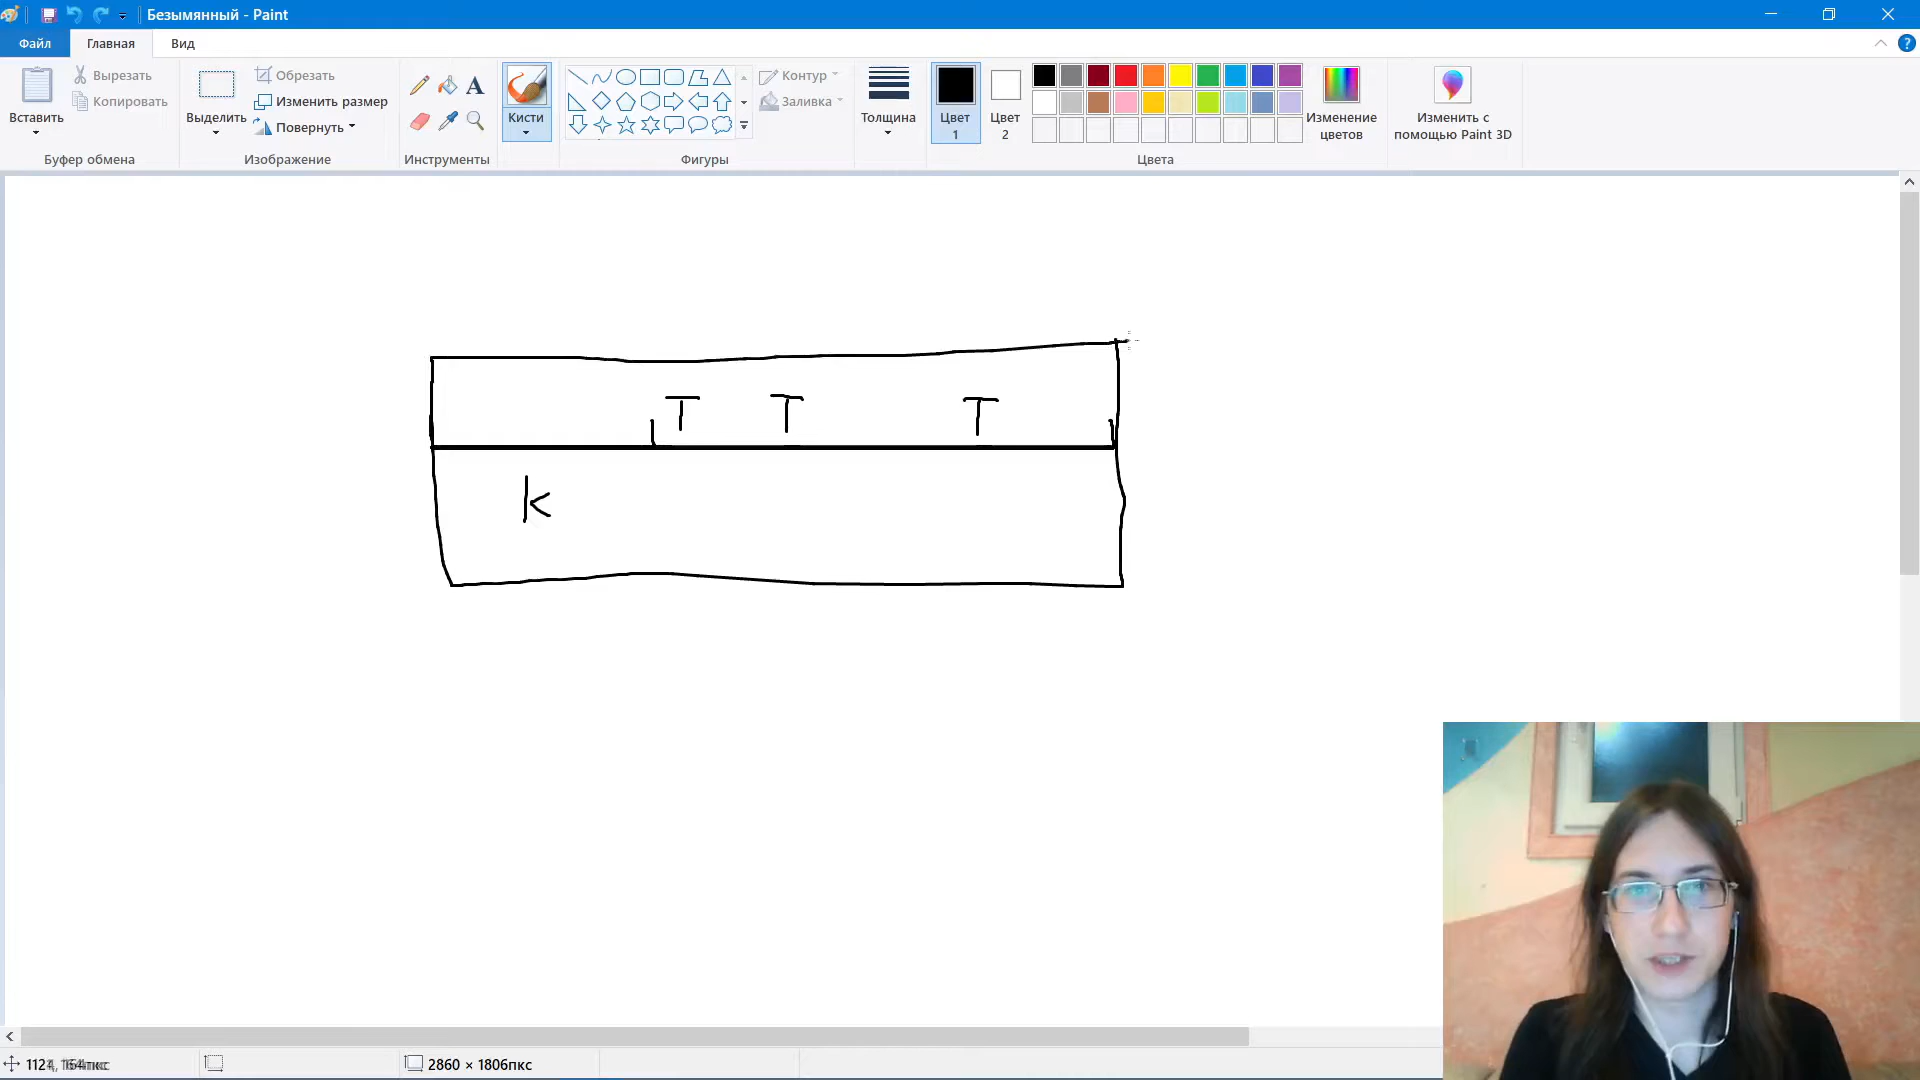 Безымянный - Paint
Файл Главная Вид
Вставить
Вырезать
Копировать
Буфер обмена
Выделить
Обрезать
Изменить размер
Повернуть
Изображение
A
Инструменты
Кисти
Контур
Заливка
Фигуры
Толщина
Цвет
1
Цвет
2
Изменение
цветов
Цвета
Изменить с
помощью Paint 3D
?
T T T
K
2860 × 1806пкс